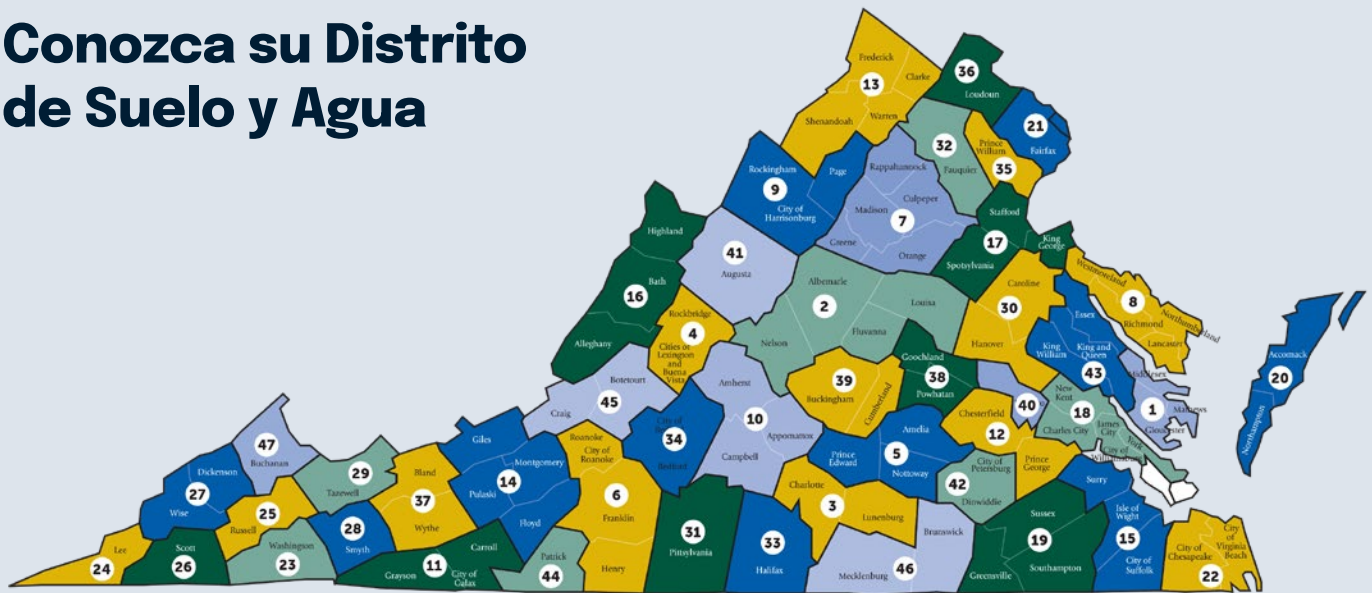 Conozca su Distrito
de Suelo y Agua
Frederick
Clarke
13
Shenandoah
Warren
36
Loudoun
21
Fairfax
32
Fauquier
Prince
William
35
Rockingham
9
City of
Harrisonburg
Page
Rappahannock
Madison
Culpeper
7
Greene
Orange
Stafford
17
King
George
Spotsylvania
Highland
Bath
16
Alleghany
41
Augusta
Albemarle
2
Louisa
Nelson
Fluvanna
Caroline
30
Hanover
Westmoreland
8
Richmond
Northumberland
Lancaster
Essex
King
William
King and
Queen
43
Rockbridge
4
Cities of
Lexington
and
Buena
Vista
Accomack
20
Northampton
Middlesex
1
Mathews
Gloucester
Goochland
38
Powhatan
39
Buckingham
Cumberland
Botetourt
45
Craig
Amherst
10
Appomattox
Campbell
City of
34
Bedford
40
New
Kent
18
Charles City
James
City
York
City of
Williamsburg
Chesterfield
12
Prince
George
Amelia
5
Prince
Edward
Nottoway
City of
Petersburg
42
Dinwiddie
Surry
Giles
Montgomery
14
Pulaski
Floyd
Roanoke
City of
Roanoke
6
Franklin
Henry
47
Buchanan
Dickenson
27
Wise
29
Tazewell
Bland
37
Wythe
25
Russell
28
Smyth
Lee
24
Scott
26
Washington
23
Grayson
11
Carroll
City of
Galax
Patrick
44
31
Pittsylvania
33
Halifax
Charlotte
3
Lunenburg
Brunswick
Mecklenburg
46
Sussex
19
Greensville
Southampton
Isle of
Wight
15
City of
Suffolk
City of
Chesapeake
City
of
Virginia
Beach
22